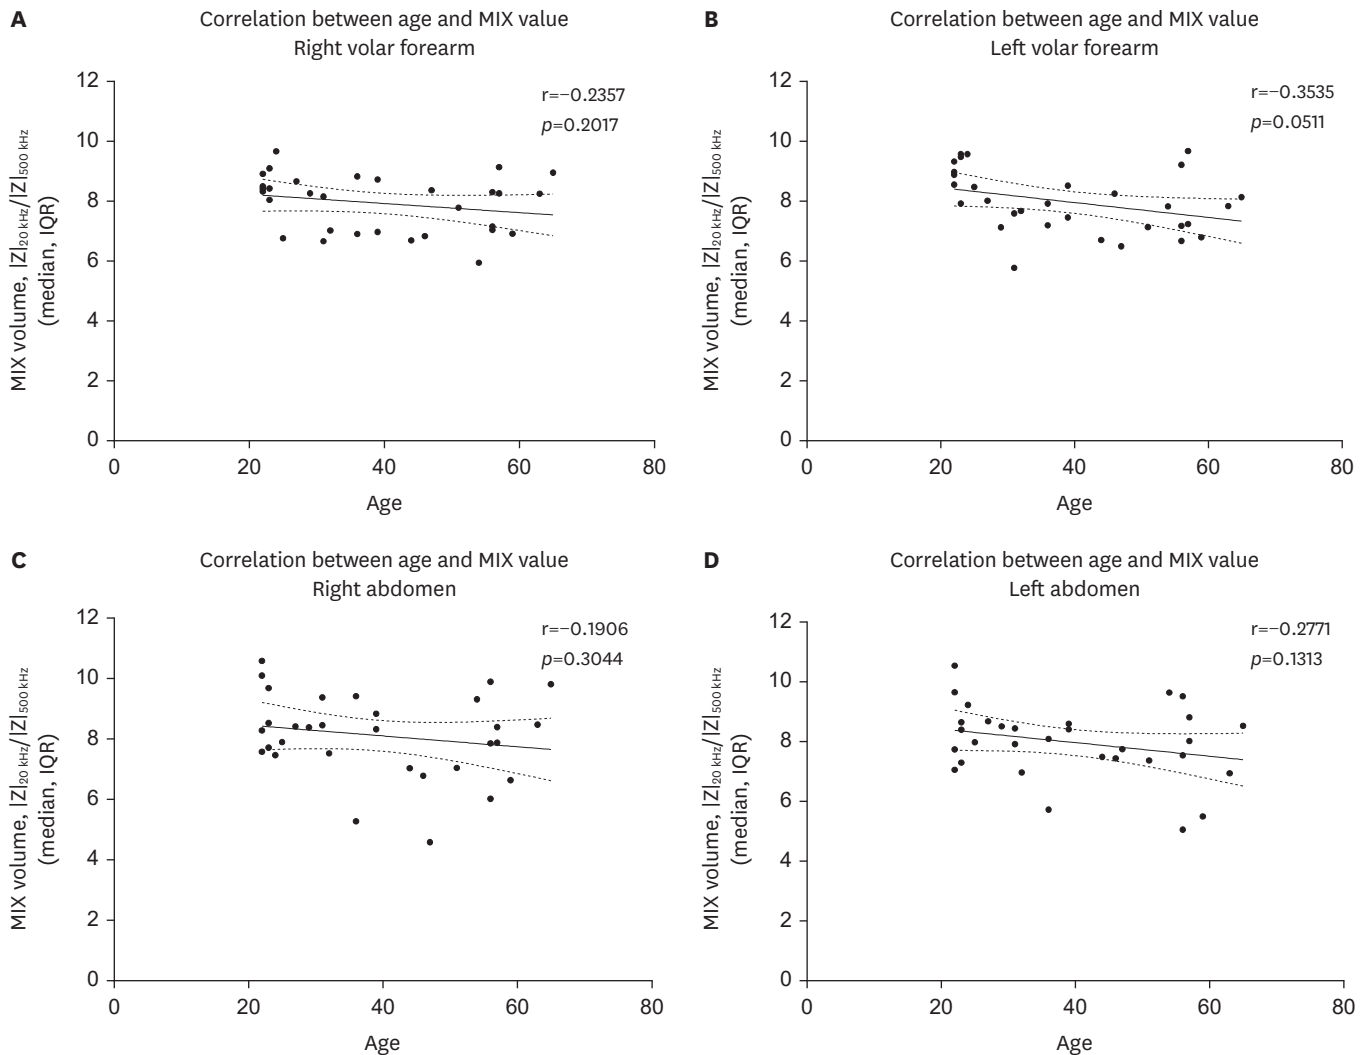 A
Correlation between age and MIX value
Right volar forearm
r=−0.2357
p=0.2017
MIX volume, |Z|20 kHz/|Z|500 kHz
(median, IQR)
12
10
8
6
4
2
0
0 20 40 60 80
Age
B
Correlation between age and MIX value
Left volar forearm
r=−0.3535
p=0.0511
MIX volume, |Z|20 kHz/|Z|500 kHz
(median, IQR)
12
10
8
6
4
2
0
0 20 40 60 80
Age
C
Correlation between age and MIX value
Right abdomen
r=−0.1906
p=0.3044
MIX volume, |Z|20 kHz/|Z|500 kHz
(median, IQR)
12
10
8
6
4
2
0
0 20 40 60 80
Age
D
Correlation between age and MIX value
Left abdomen
r=−0.2771
p=0.1313
MIX volume, |Z|20 kHz/|Z|500 kHz
(median, IQR)
12
10
8
6
4
2
0
0 20 40 60 80
Age